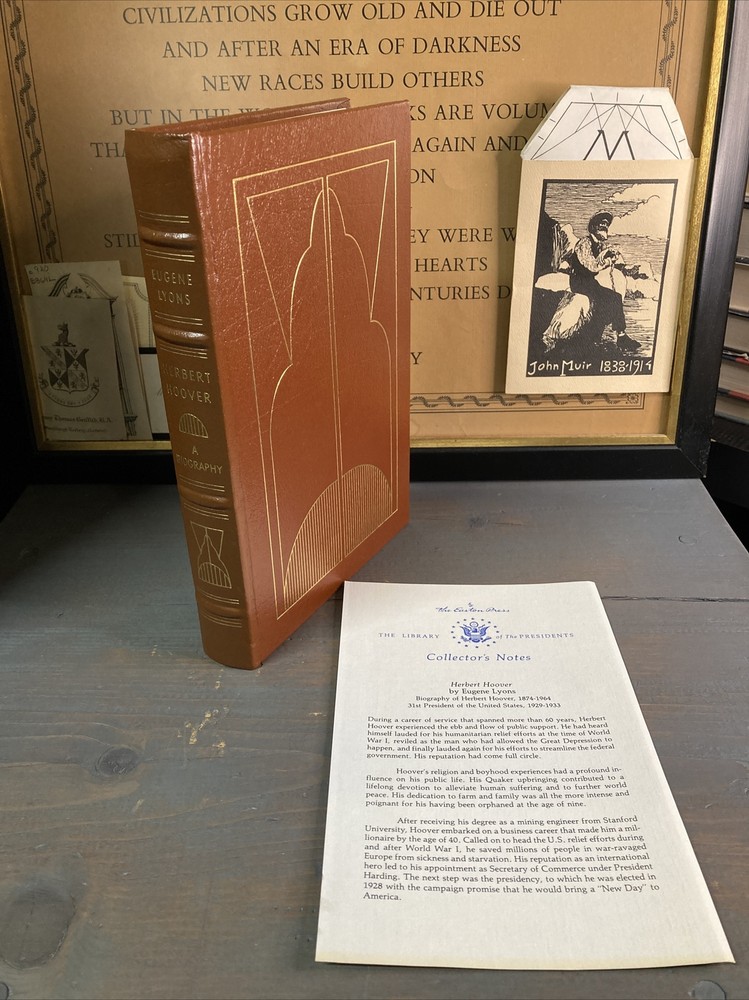 CIVILIZATIONS GROW OLD AND DIE OUT
AND AFTER AN ERA OF DARKNESS
NEW RACES BUILD OTHERS
BUT IN THE
KS ARE VOLUM
THA
AGAIN AND
ON
STIL
EY WERE W
HEARTS
NTURIES D
Y
M
John Muir 1838-1914
EUGENE
LYONS
HERBERT
HOOVER
A
BIOGRAPHY
The Easton Press
THE LIBRARY of The PRESIDENTS
Collector's Notes
Herbert Hoover
by Eugene Lyons
Biography of Herbert Hoover, 1874-1964
31st President of the United States, 1929-1933
During a career of service that spanned more than 60 years, Herbert
Hoover experienced the ebb and flow of public support. He had heard
himself lauded for his humanitarian relief efforts at the time of World
War I, reviled as the man who had allowed the Great Depression to
happen, and finally lauded again for his efforts to streamline the federal
government. His reputation had come full circle.
Hoover's religion and boyhood experiences had a profound in-
fluence on his public life. His Quaker upbringing contributed to a
lifelong devotion to alleviate human suffering and to further world
peace. His dedication to farm and family was all the more intense and
poignant for his having been orphaned at the age of nine.
After receiving his degree as a mining engineer from Stanford
University, Hoover embarked on a business career that made him a mil-
lionaire by the age of 40. Called on to head the U.S. relief efforts during
and after World War I, he saved millions of people in war-ravaged
Europe from sickness and starvation. His reputation as an international
hero led to his appointment as Secretary of Commerce under President
Harding. The next step was the presidency, to which he was elected in
1928 with the campaign promise that he would bring a "New Day" to
America.